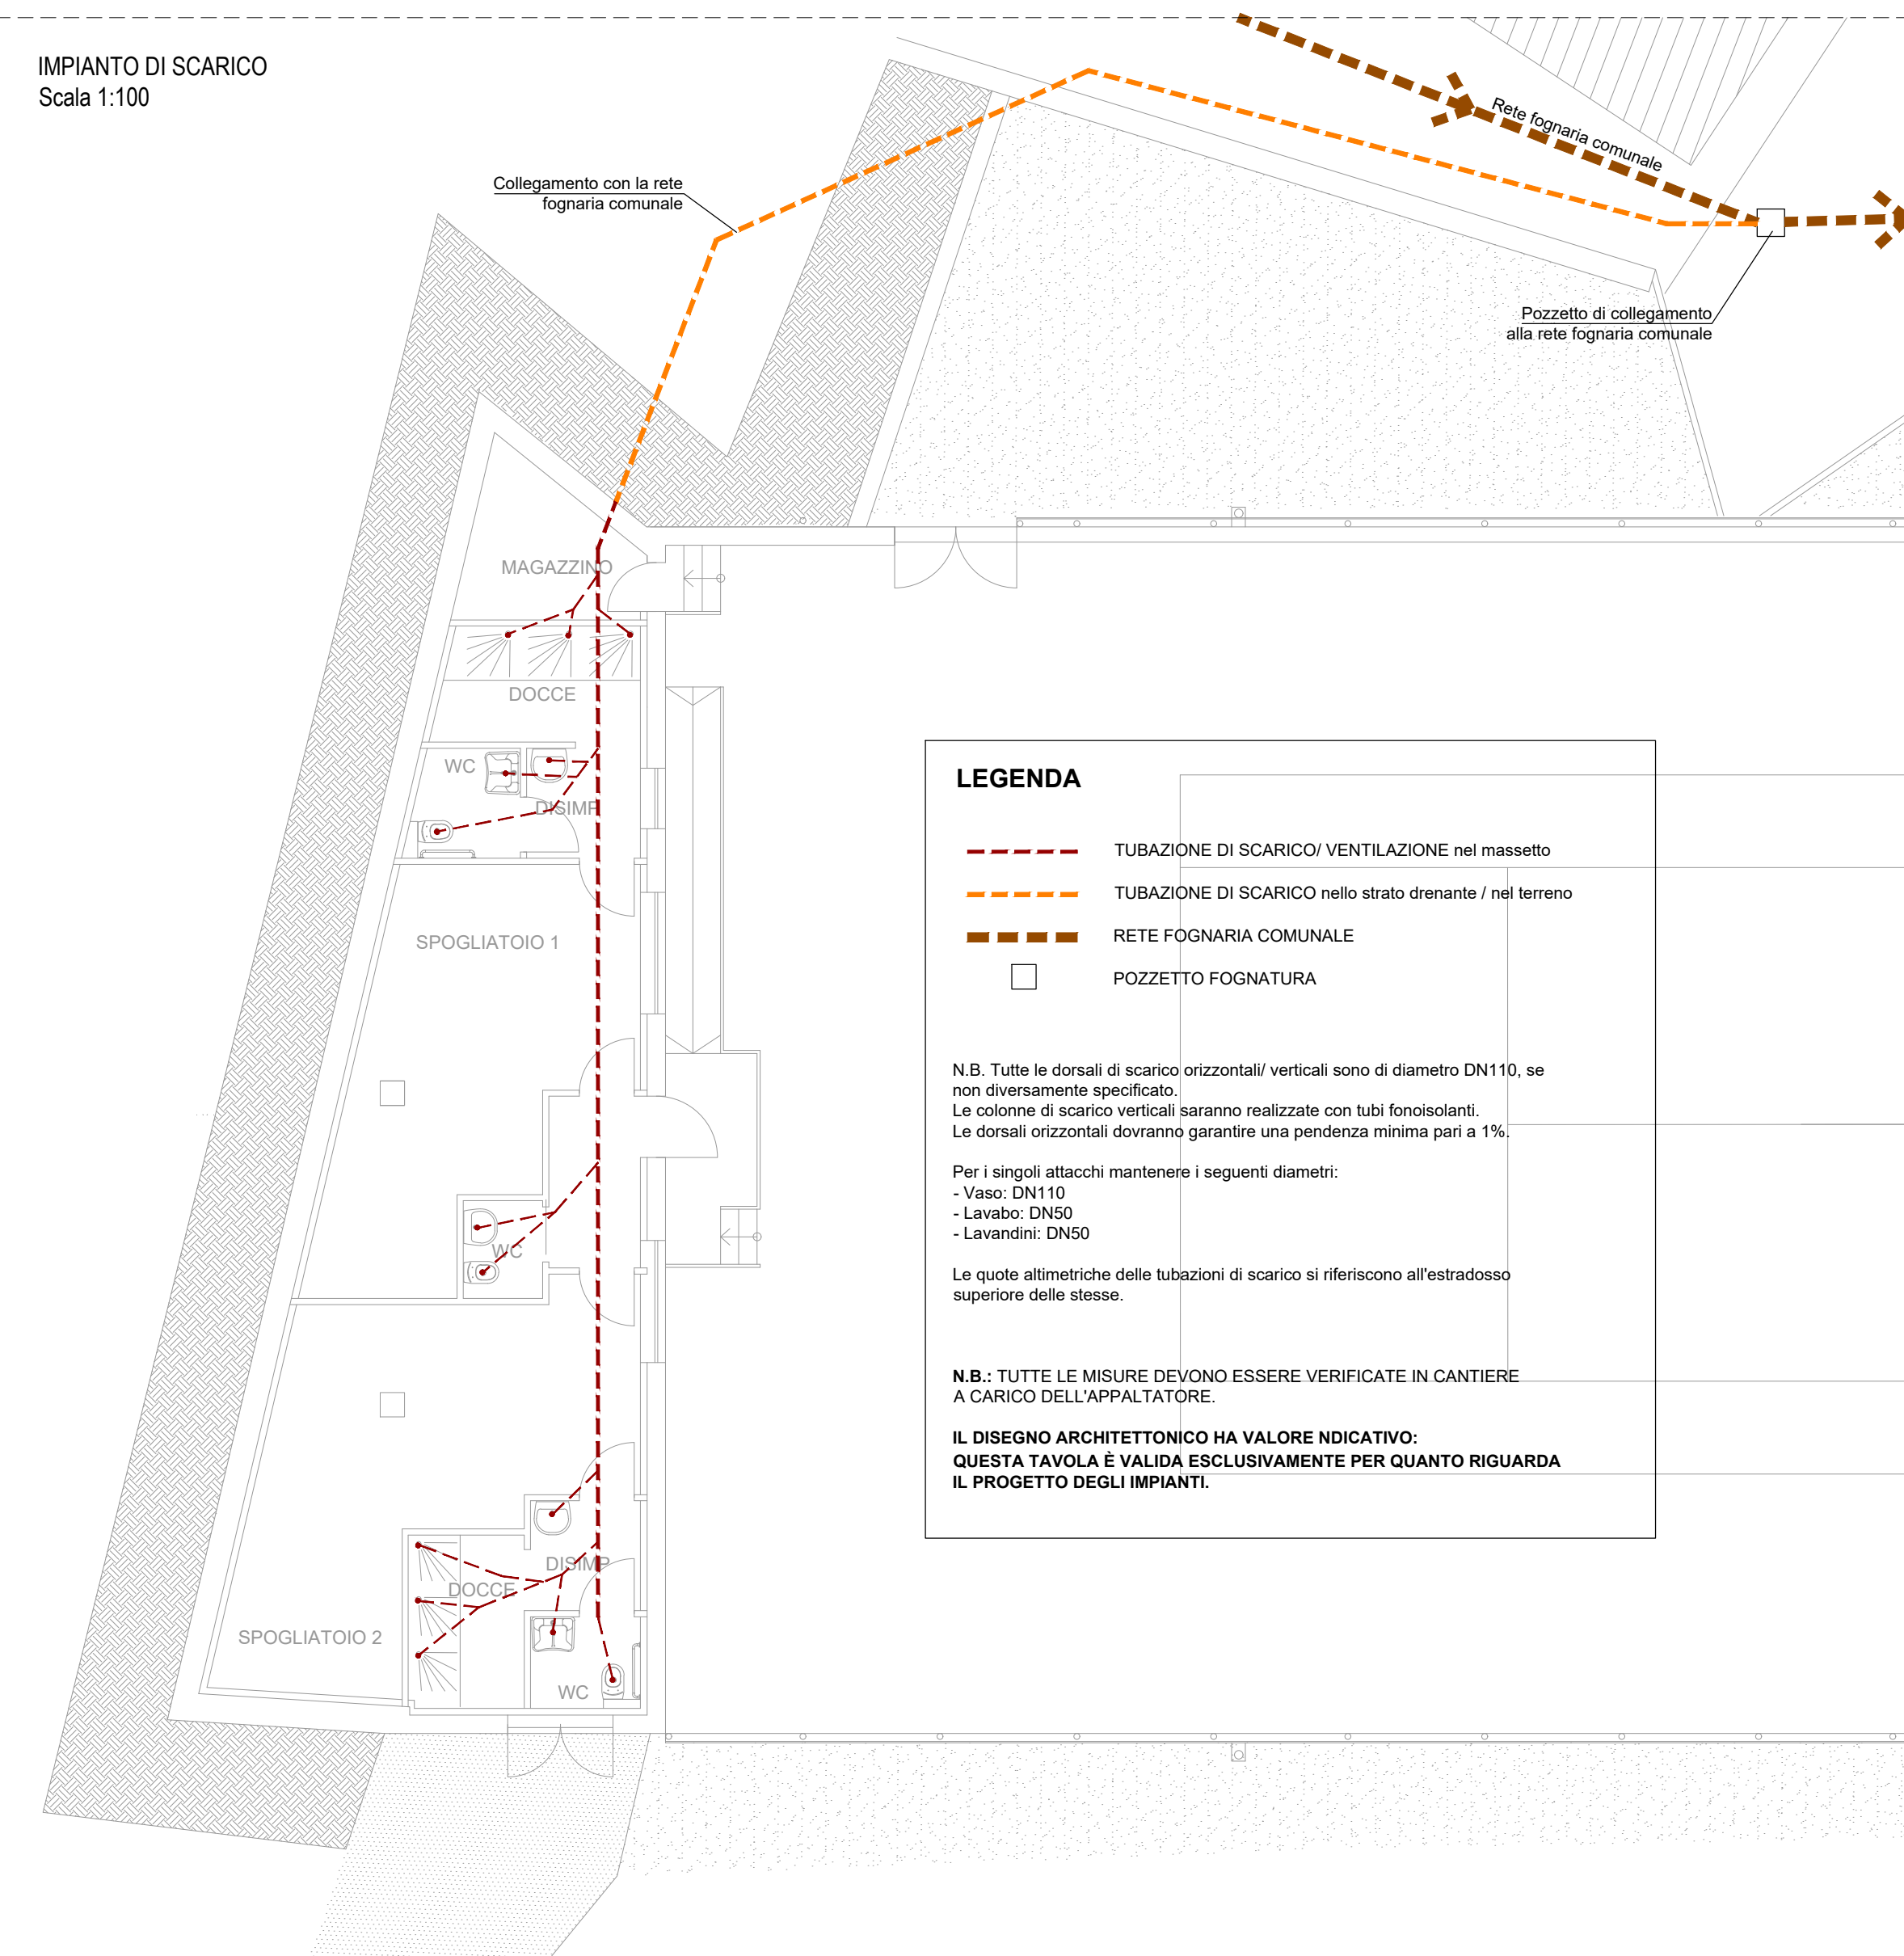 IMPIANTO DI SCARICO
Scala 1:100
Rete fognaria comunale
Collegamento con la rete
fognaria comunale
Pozzetto di collegamento
alla rete fognaria comunale
MAGAZZINO
DOCCE
WC
DISIMP
SPOGLIATOIO 1
WC
DISIMP
DOCCE
SPOGLIATOIO 2
WC
LEGENDA
TUBAZIONE DI SCARICO/ VENTILAZIONE nel massetto
TUBAZIONE DI SCARICO nello strato drenante / nel terreno
RETE FOGNARIA COMUNALE
POZZETTO FOGNATURA
N.B. Tutte le dorsali di scarico orizzontali/ verticali sono di diametro DN110, se
non diversamente specificato.
Le colonne di scarico verticali saranno realizzate con tubi fonoisolanti.
Le dorsali orizzontali dovranno garantire una pendenza minima pari a 1%.
Per i singoli attacchi mantenere i seguenti diametri:
- Vaso: DN110
- Lavabo: DN50
- Lavandini: DN50
Le quote altimetriche delle tubazioni di scarico si riferiscono all'estradosso
superiore delle stesse.
N.B.: TUTTE LE MISURE DEVONO ESSERE VERIFICATE IN CANTIERE
A CARICO DELL'APPALTATORE.
IL DISEGNO ARCHITETTONICO HA VALORE NDICATIVO:
QUESTA TAVOLA È VALIDA ESCLUSIVAMENTE PER QUANTO RIGUARDA
IL PROGETTO DEGLI IMPIANTI.